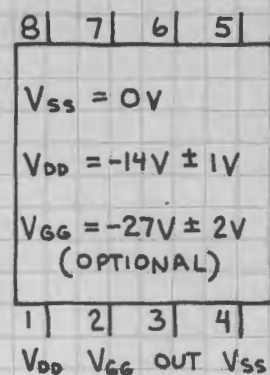 8 7 6 5
Vss = 0V
VDD = -14V ± 1V
VGG = -27V ± 2V
(OPTIONAL)
1 2 3 4
VDD VGG OUT Vss